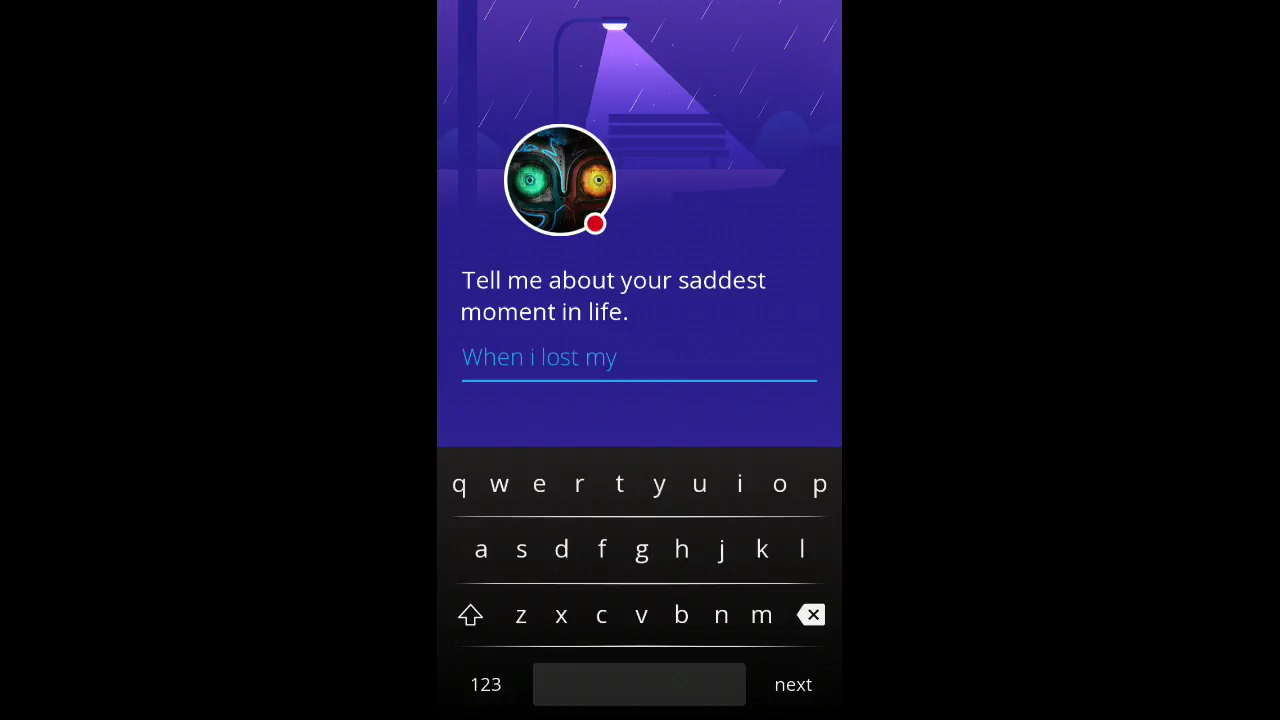 Tell me about your saddest
moment in life.
When i lost my
q w e r t y u i o p
a s d f g h j k l
z x c v b n m
123 next